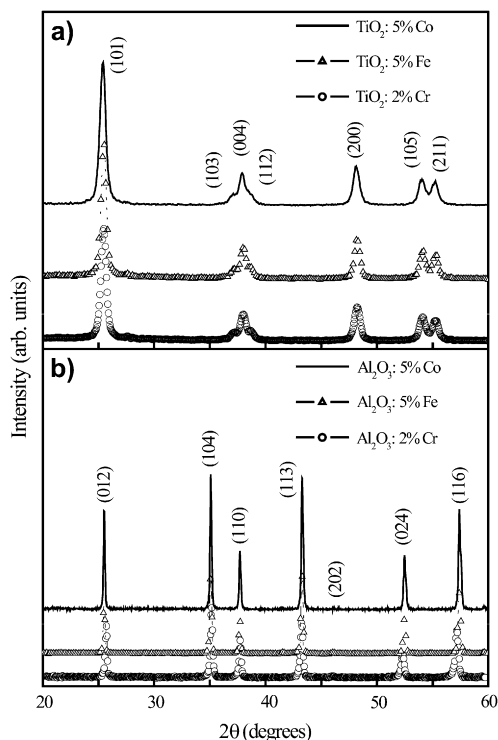 a)
TiO₂: 5% Co
TiO₂: 5% Fe
TiO₂: 2% Cr
(101)
(103)
(004)
(112)
(200)
(105)
(211)
Intensity (arb. units)
b)
Al₂O₃: 5% Co
Al₂O₃: 5% Fe
Al₂O₃: 2% Cr
(012)
(104)
(110)
(113)
(202)
(024)
(116)
20 30 40 50 60
2θ (degrees)